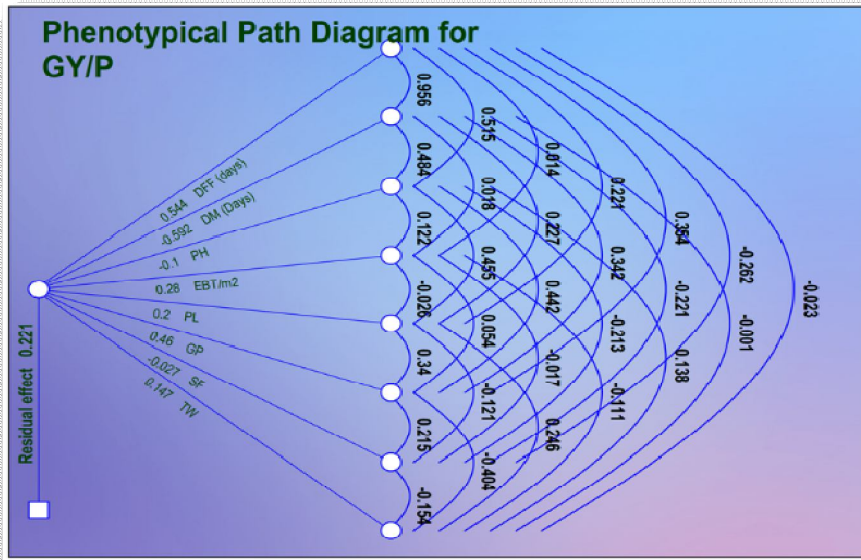 Phenotypical Path Diagram for
GY/P
0.544 DFF (days)
-0.592 DM (Days)
-0.1 PH
0.28 EBT/m2
0.2 PL
0.46 GP
-0.027 SF
0.147 TW
Residual effect 0.221
0.956
0.484
0.122
-0.026
0.34
0.215
-0.154
0.515
0.018
0.455
0.054
-0.121
-0.404
0.014
0.227
0.442
-0.017
0.246
0.221
0.342
-0.213
-0.111
-0.221
0.138
-0.262
-0.001
-0.023